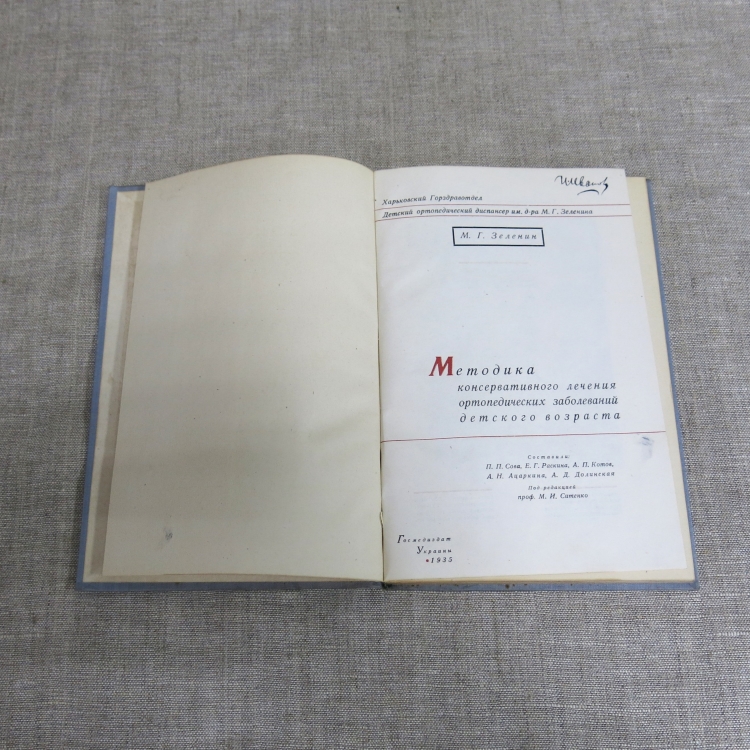 Харьковский Горздравотдел
Детский ортопедический диспансер им. д-ра М. Г. Зеленина
М. Г. Зеленин
Методика
консервативного лечения
ортопедических заболеваний
детского возраста
Составили:
П. П. Сова, Е. Г. Раскина, А. П. Котов,
А. Н. Ацаркина, А. Д. Долинская
Под редакцией
проф. М. И. Ситенко
Госмедиздат
Украины
•1935